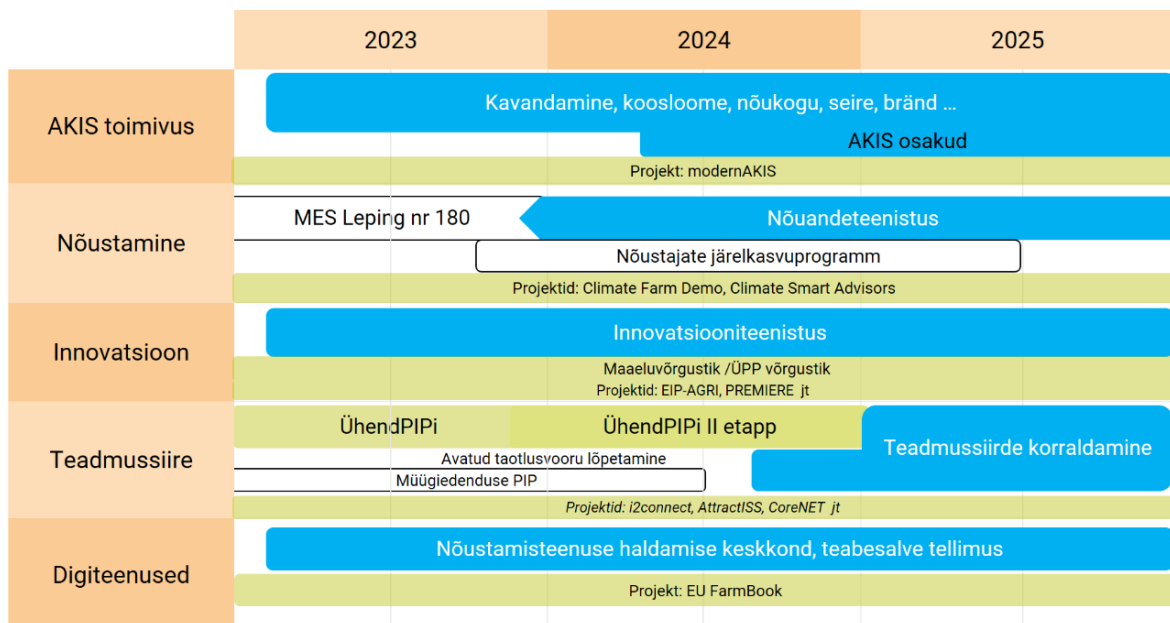 2023
2024
2025
AKIS toimivus
Kavandamine, koosloome, nõukogu, seire, bränd ...
AKIS osakud
Projekt: modernAKIS
Nõustamine
MES Leping nr 180
Nõuandeteenistus
Nõustajate järelkasvuprogramm
Projektid: Climate Farm Demo, Climate Smart Advisors
Innovatsioon
Innovatsiooniteenistus
Maaeluvõrgustik /ÜPP võrgustik
Projektid: EIP-AGRI, PREMIERE jt
Teadmussiire
ÜhendPIPi
ÜhendPIPi II etapp
Teadmussiirde korraldamine
Avatud taotlusvooru lõpetamine
Müügiedenduse PIP
Projektid: i2connect, AttractISS, CoreNET jt
Digiteenused
Nõustamisteenuse haldamise keskkond, teabesalve tellimus
Projekt: EU FarmBook